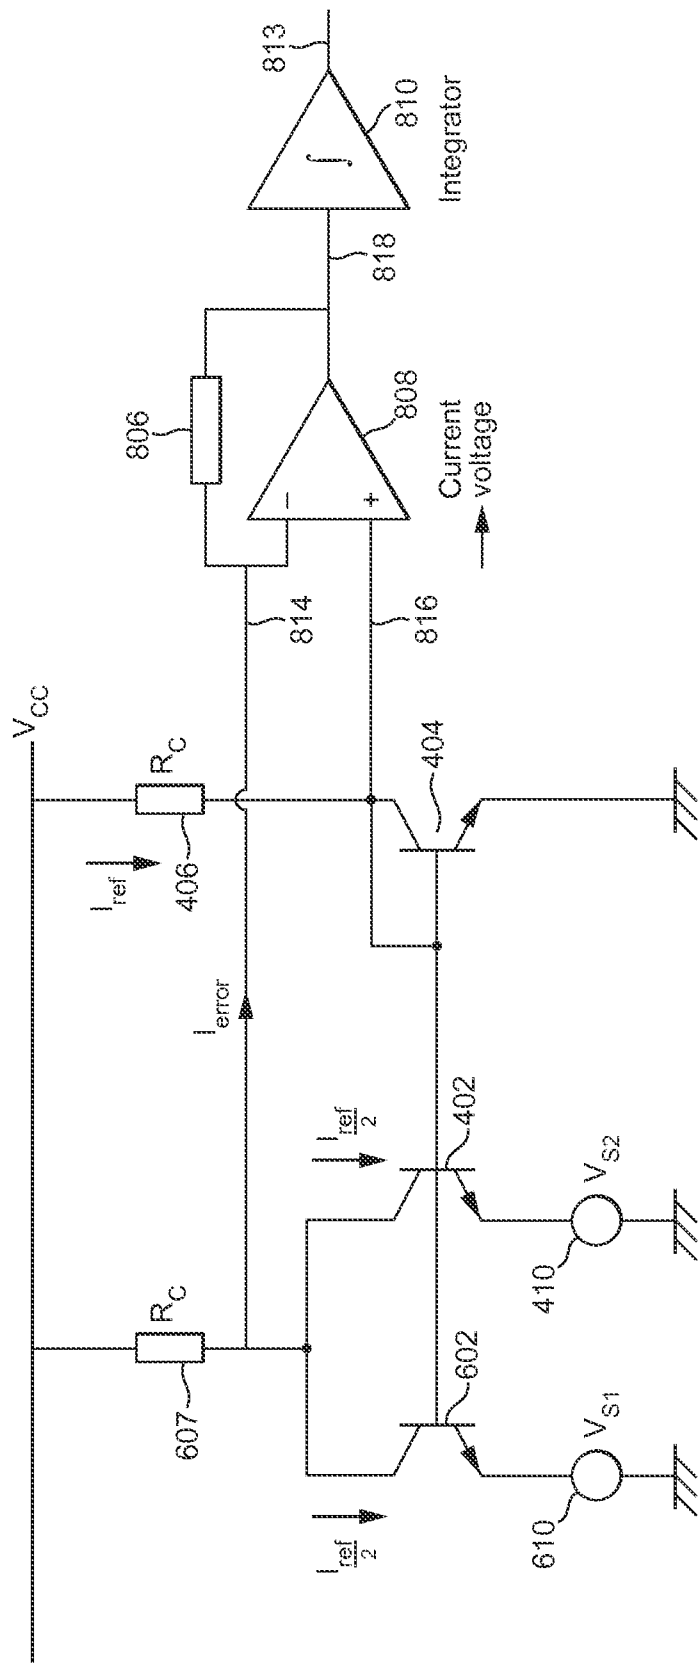 V_CC
I_ref
R_C
406
R_C
607
I_error
I_ref/2
I_ref/2
602
402
404
V_S1
610
V_S2
410
814
816
806
−
+
808
Current
voltage
818
∫
810
Integrator
813